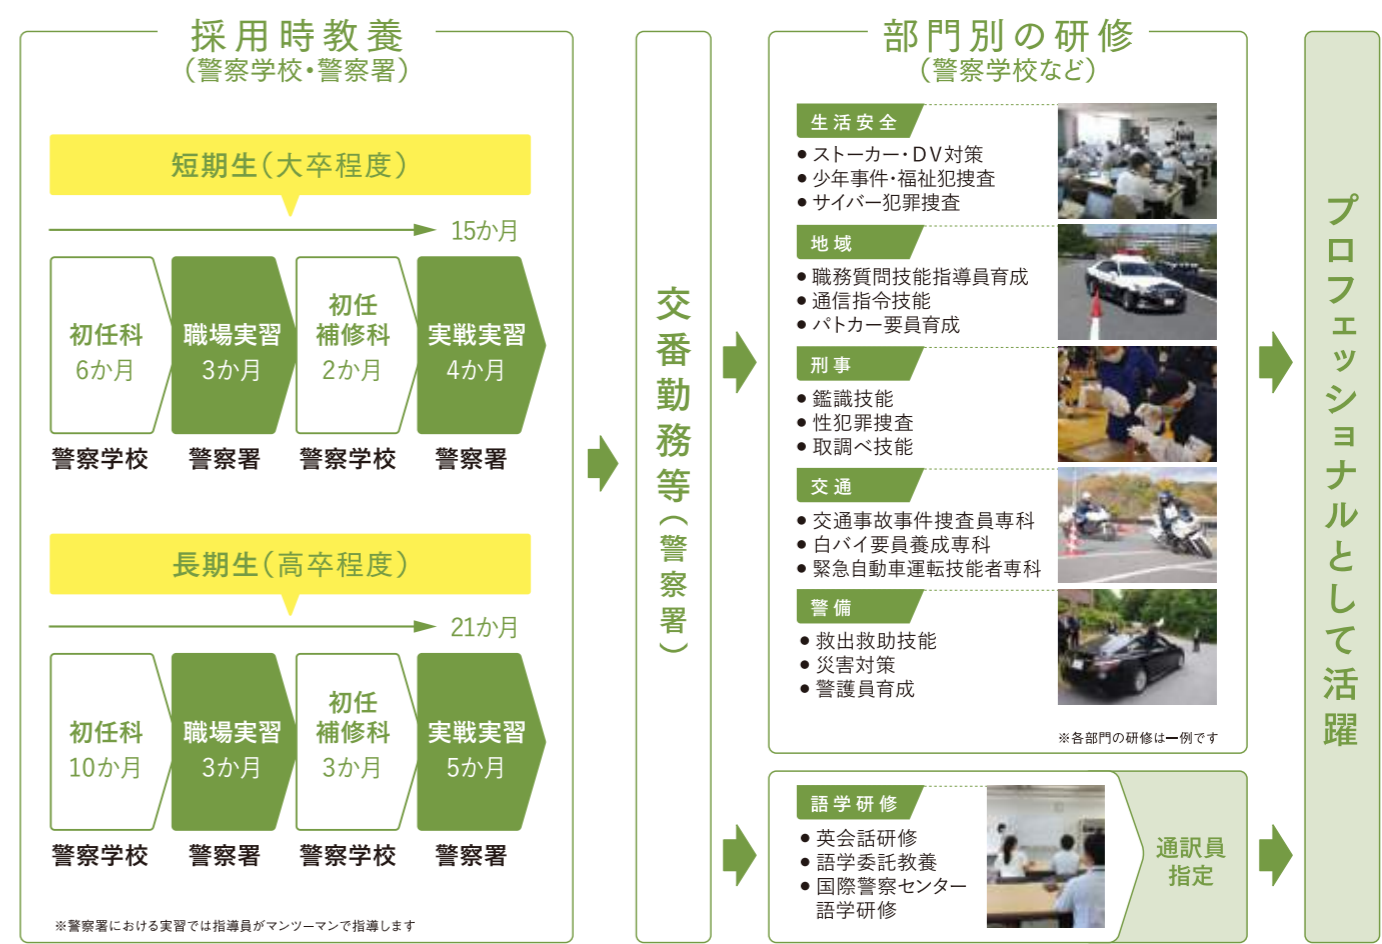 採用時教養
（警察学校・警察署）
短期生（大卒程度）
15か月
初任科
6か月
職場実習
3か月
初任
補修科
2か月
実戦実習
4か月
警察学校
警察署
警察学校
警察署
長期生（高卒程度）
21か月
初任科
10か月
職場実習
3か月
初任
補修科
3か月
実戦実習
5か月
警察学校
警察署
警察学校
警察署
※警察署における実習では指導員がマンツーマンで指導します
交番勤務等（警察署）
部門別の研修
（警察学校など）
生活安全
●ストーカー・DV対策
●少年事件・福祉犯捜査
●サイバー犯罪捜査
地域
●職務質問技能指導員育成
●通信指令技能
●パトカー要員育成
刑事
●鑑識技能
●性犯罪捜査
●取調べ技能
交通
●交通事故事件捜査員専科
●白バイ要員養成専科
●緊急自動車運転技能者専科
警備
●救出救助技能
●災害対策
●警護員育成
※各部門の研修は一例です
語学研修
●英会話研修
●語学委託教養
●国際警察センター
語学研修
通訳員
指定
プロフェッショナルとして活躍